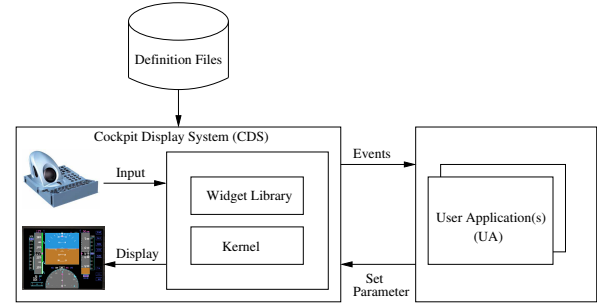 Definition Files
Cockpit Display System (CDS)
Input
Events
Widget Library
User Application(s)
(UA)
Kernel
Display
Set
Parameter